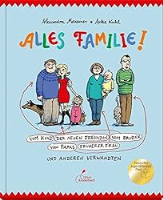 Alexandra Maxeiner & Anke Kuhl
ALLES FAMILIE!
VOM KIND DER NEUEN FREUNDIN VOM BRUDER
VON PAPAS FRÜHERER FRAU
UND ANDEREN VERWANDTEN